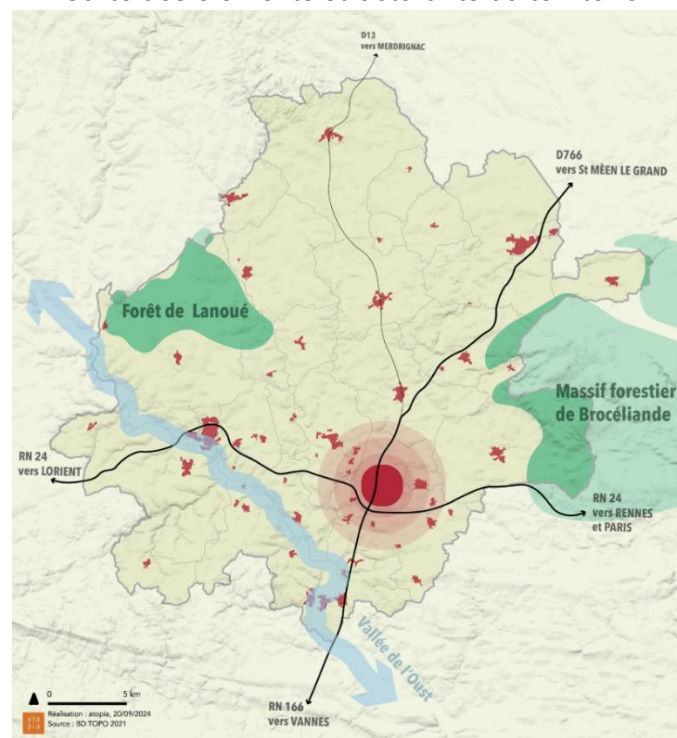 D13
vers MERDRIGNAC
D766
vers St MÈEN LE GRAND
Forêt de Lanoué
Massif forestier
de Brocéliande
RN 24
vers LORIENT
RN 24
vers RENNES
et PARIS
Vallée de l'Oust
RN 166
vers VANNES
0 5 km
atopia
Réalisation : atopia, 20/09/2024
Source : BD TOPO 2021